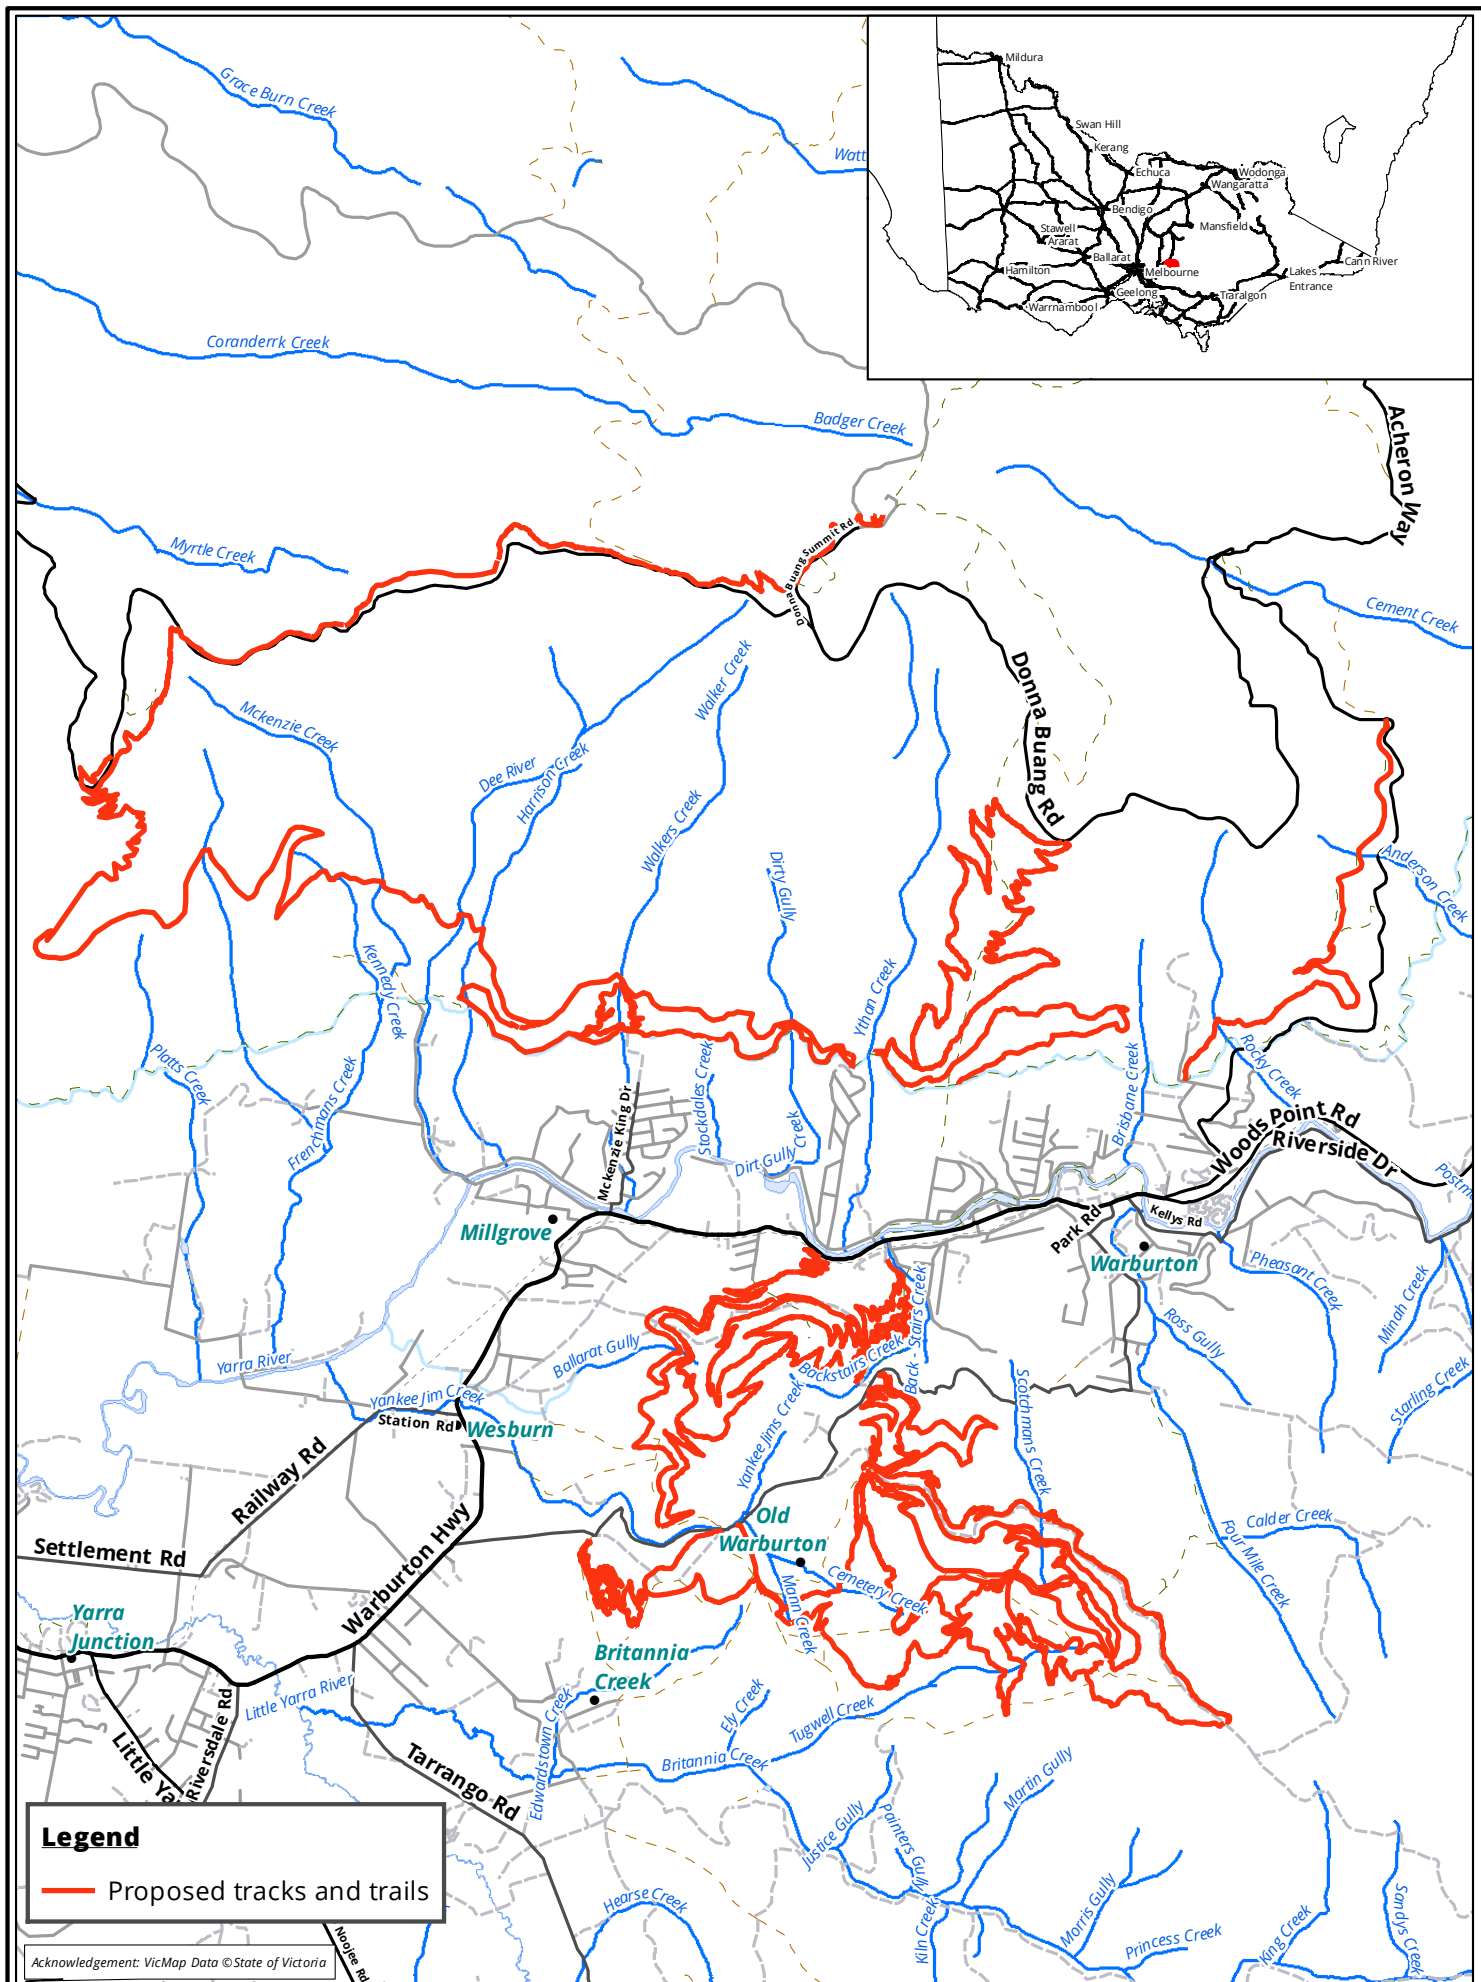 Grace Burn Creek
Watt
Mildura
Swan Hill
Kerang
Echuca
Wodonga
Wangaratta
Bendigo
Mansfield
Stawell
Ararat
Ballarat
Melbourne
Hamilton
Geelong
Traralgon
Warrnambool
Lakes
Entrance
Cann River
Coranderrk Creek
Badger Creek
Acheron Way
Myrtle Creek
Donna Buang Summit Rd
Cement Creek
Donna Buang Rd
Mckenzie Creek
Walker Creek
Dee River
Harrison Creek
Walkers Creek
Dirty Gully
Anderson Creek
Kennedy Creek
Ythan Creek
Platts Creek
Frenchmans Creek
Mckenzie King Dr
Stockdales Creek
Dirt Gully Creek
Brisbane Creek
Rocky Creek
Woods Point Rd
Riverside Dr
Postm
Millgrove
Park Rd
Kellys Rd
Warburton
Pheasant Creek
Minah Creek
Ross Gully
Starling Creek
Back - Stairs Creek
Backstairs Creek
Ballarat Gully
Yarra River
Yankee Jim Creek
Station Rd
Wesburn
Yankee Jims Creek
Scotchmans Creek
Railway Rd
Settlement Rd
Warburton Hwy
Old
Warburton
Calder Creek
Four Mile Creek
Cemetery Creek
Mann Creek
Yarra
Junction
Britannia
Creek
Little Yarra River
Riversdale Rd
Little Ya
Tarrango Rd
Edwardstown Creek
Ely Creek
Tugwell Creek
Britannia Creek
Justice Gully
Painters Gully
Martin Gully
Hearse Creek
Kiln Creek
Morris Gully
Princess Creek
King Creek
Sandys Creek
Noojee Rd
Legend
Proposed tracks and trails
Acknowledgement: VicMap Data ©State of Victoria